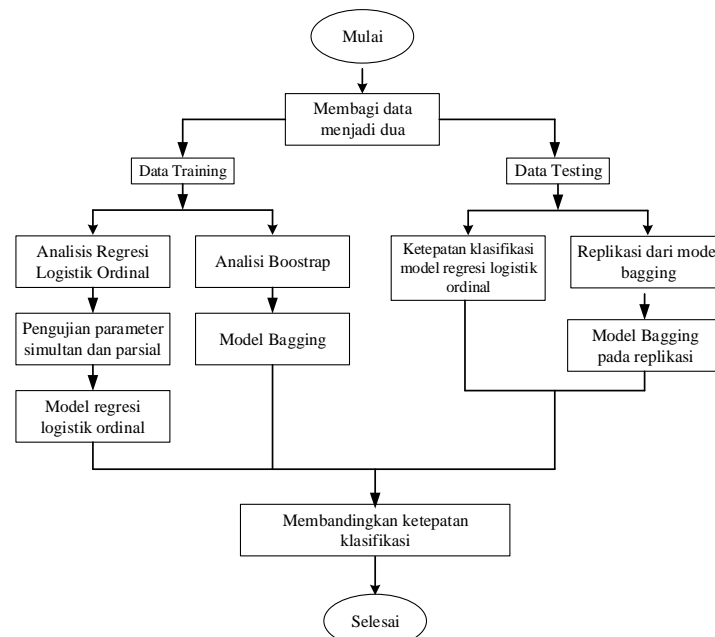 Mulai
Membagi data
menjadi dua
Data Training
Data Testing
Analisis Regresi
Logistik Ordinal
Analisi Boostrap
Ketepatan klasifikasi
model regresi logistik
ordinal
Replikasi dari model
bagging
Pengujian parameter
simultan dan parsial
Model Bagging
Model Bagging
pada replikasi
Model regresi
logistik ordinal
Membandingkan ketepatan
klasifikasi
Selesai